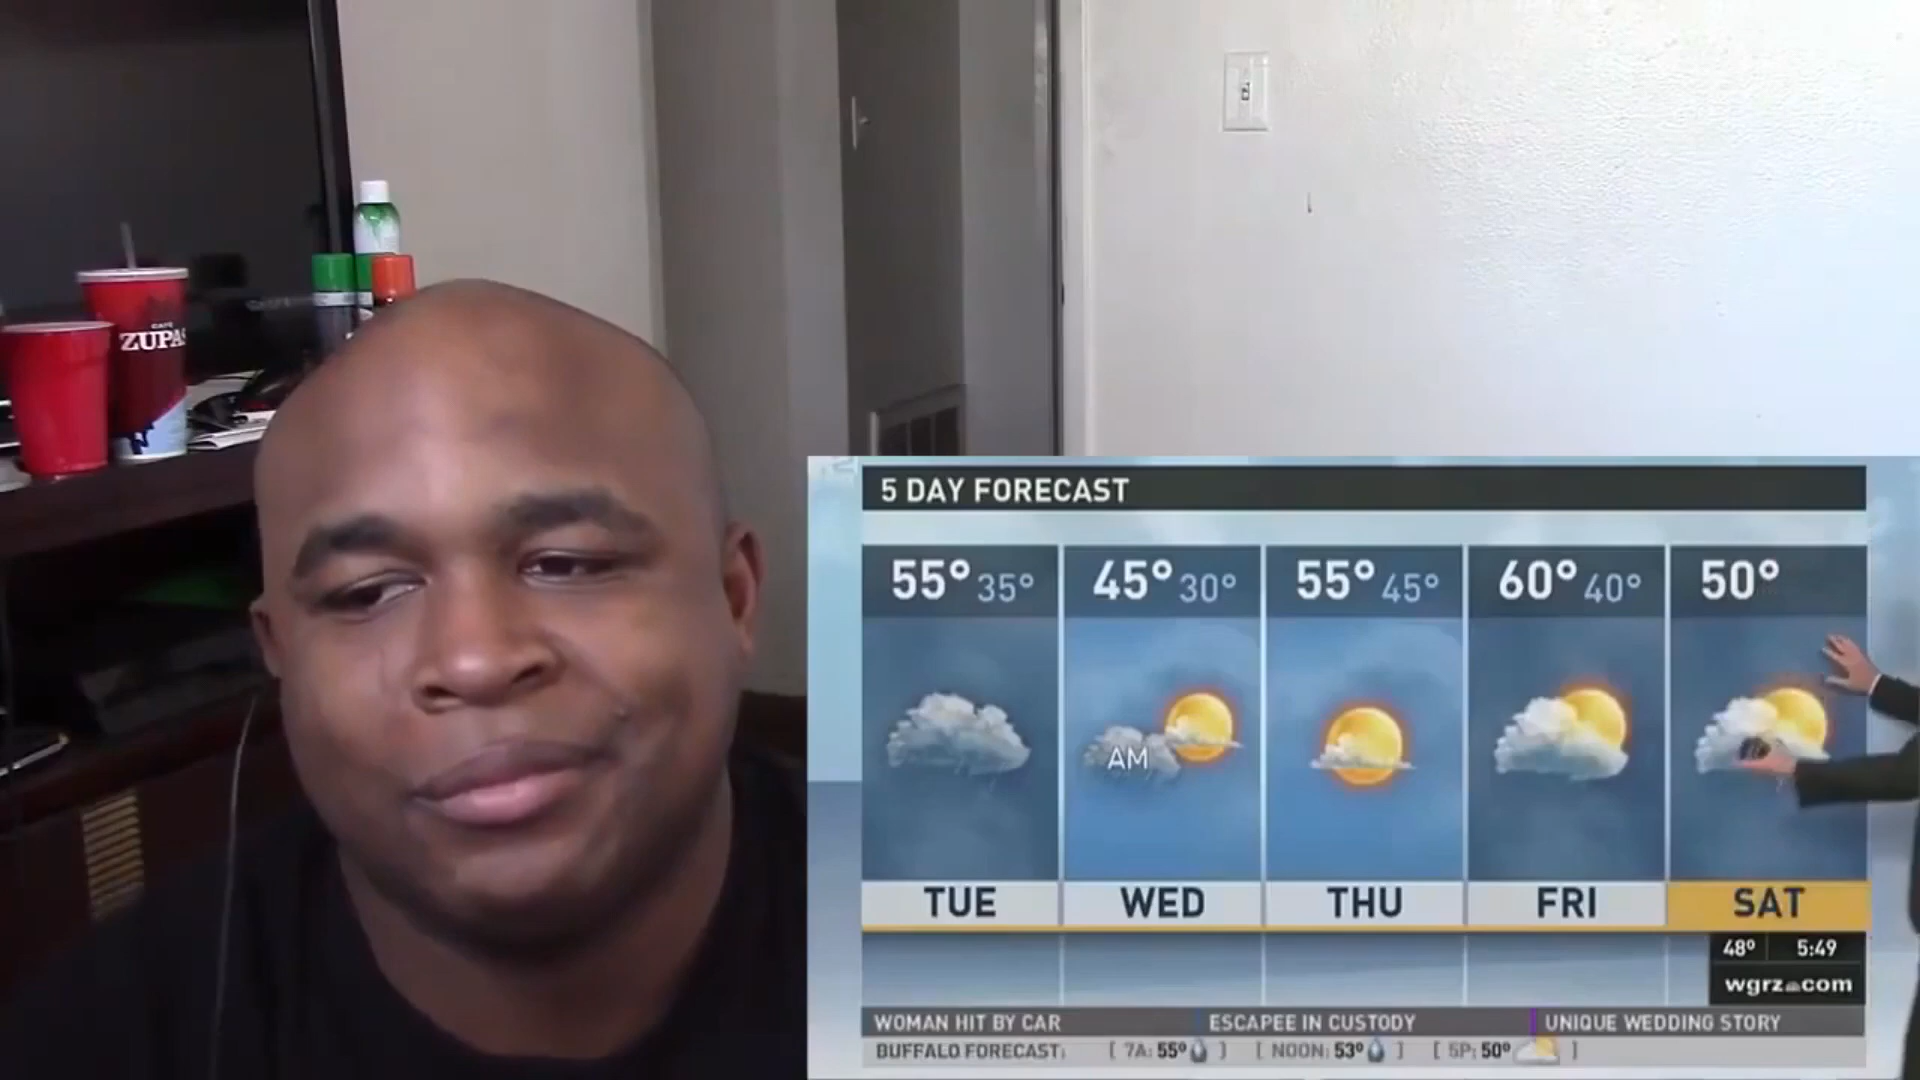 CAFE
ZUPAS
5 DAY FORECAST
55° 35° 45° 30° 55° 45° 60° 40° 50°
AM
TUE WED THU FRI SAT
48° 5:49
wgrz.com
WOMAN HIT BY CAR ESCAPEE IN CUSTODY UNIQUE WEDDING STORY
BUFFALO FORECAST: [ 7A: 55° ] [ NOON: 53° ] [ 5P: 50° ]